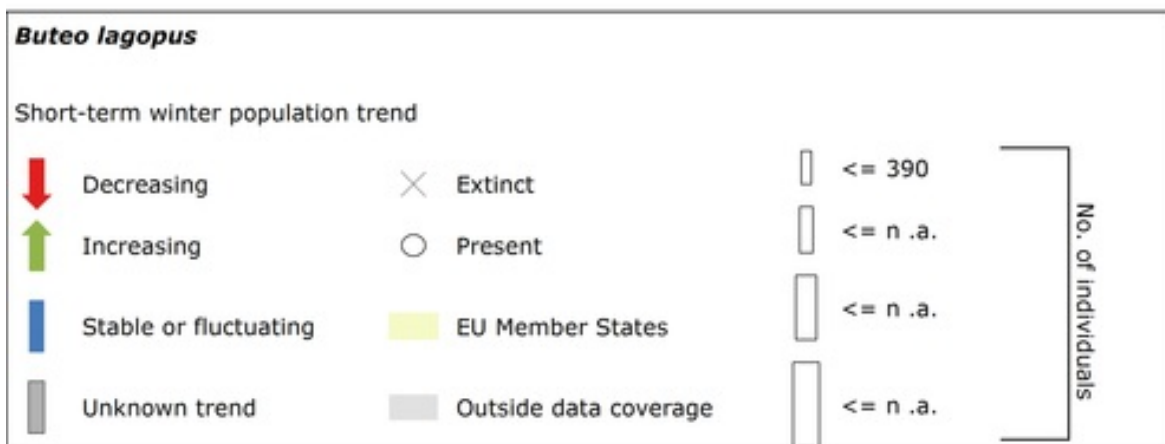 Buteo lagopus
Short-term winter population trend
Decreasing
Increasing
Stable or fluctuating
Unknown trend
Extinct
Present
EU Member States
Outside data coverage
<= 390
<= n .a.
<= n .a.
<= n .a.
No. of individuals